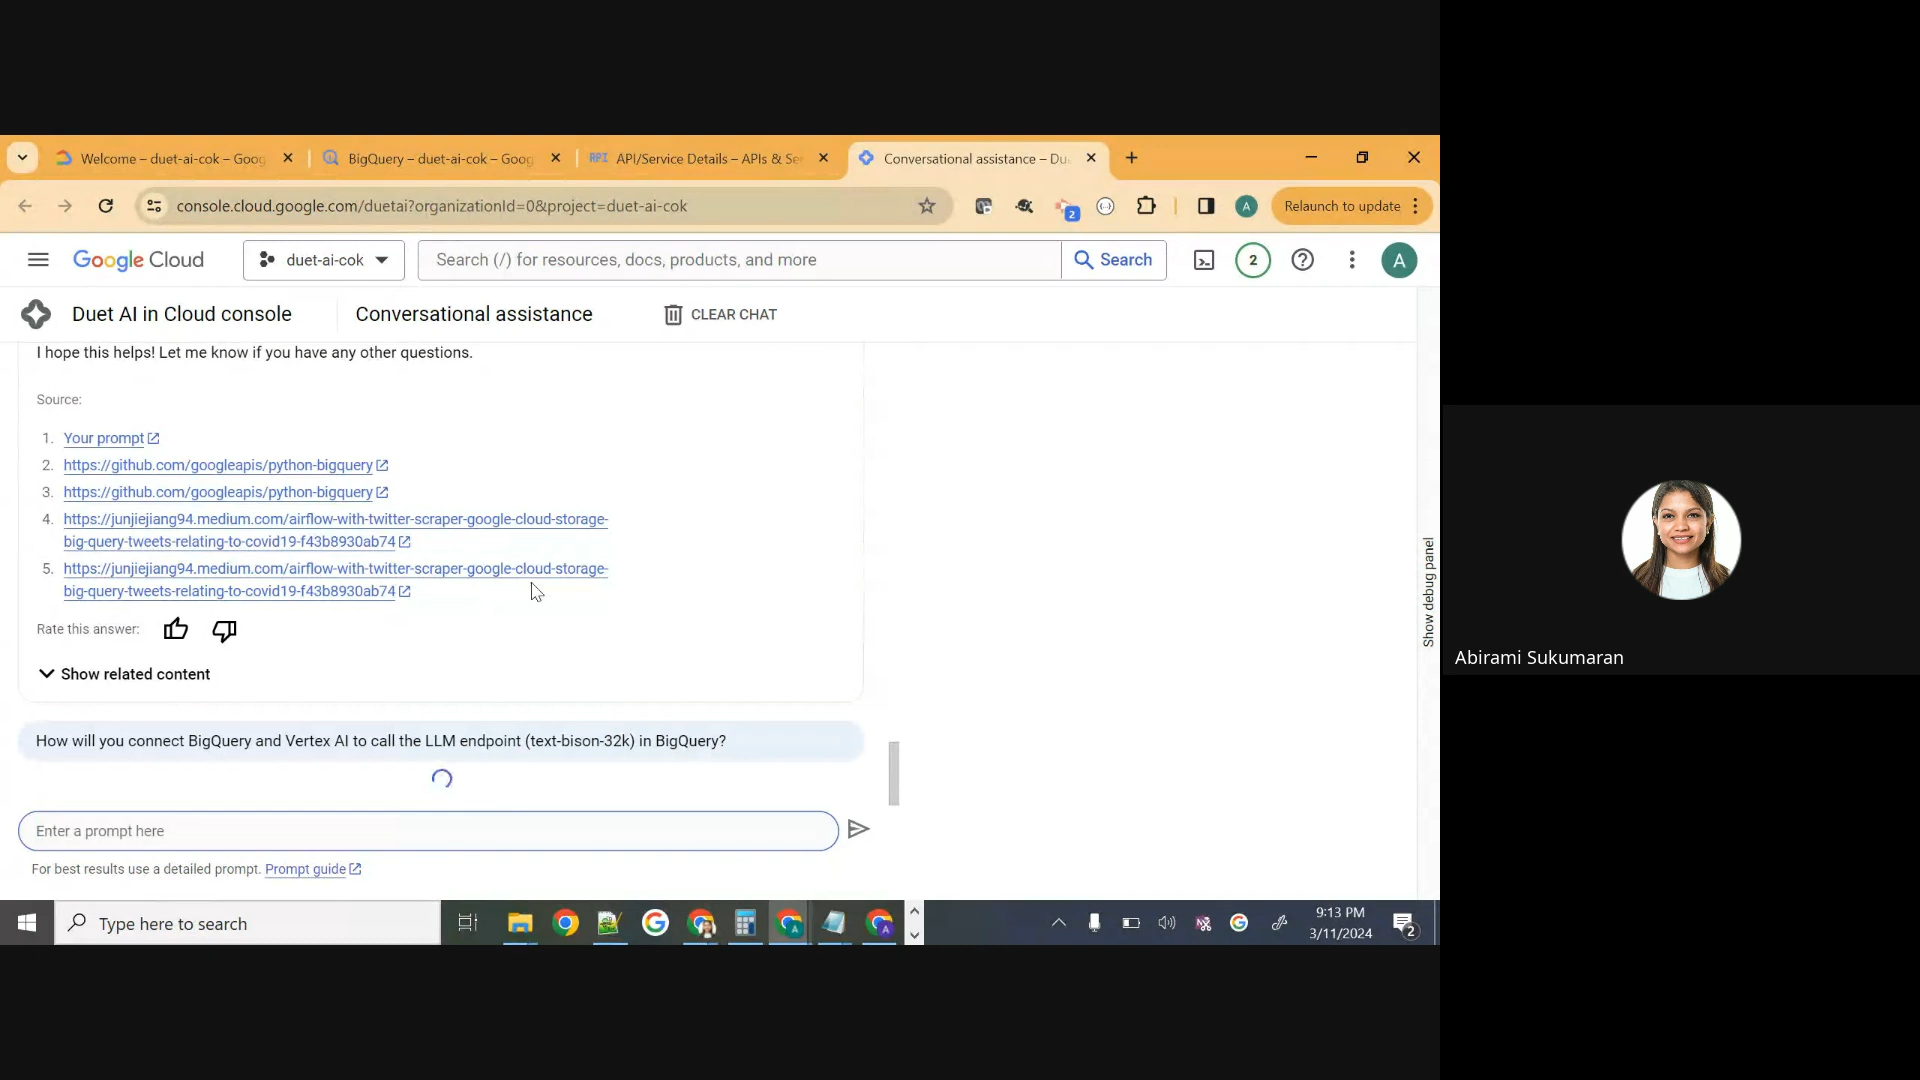 Welcome – duet-ai-cok – Goog
BigQuery – duet-ai-cok – Goog
API API/Service Details – APIs & Se
Conversational assistance – Du
console.cloud.google.com/duetai?organizationId=0&project=duet-ai-cok
2
A
Relaunch to update
Google Cloud
duet-ai-cok
Search (/) for resources, docs, products, and more
Search
2
A
Duet AI in Cloud console
Conversational assistance
CLEAR CHAT
I hope this helps! Let me know if you have any other questions.
Source:
1. Your prompt
2. https://github.com/googleapis/python-bigquery
3. https://github.com/googleapis/python-bigquery
4. https://junjiejiang94.medium.com/airflow-with-twitter-scraper-google-cloud-storage-
big-query-tweets-relating-to-covid19-f43b8930ab74
5. https://junjiejiang94.medium.com/airflow-with-twitter-scraper-google-cloud-storage-
big-query-tweets-relating-to-covid19-f43b8930ab74
Rate this answer:
Show related content
How will you connect BigQuery and Vertex AI to call the LLM endpoint (text-bison-32k) in BigQuery?
Enter a prompt here
For best results use a detailed prompt. Prompt guide
Show debug panel
Type here to search
9:13 PM
3/11/2024
2
Abirami Sukumaran